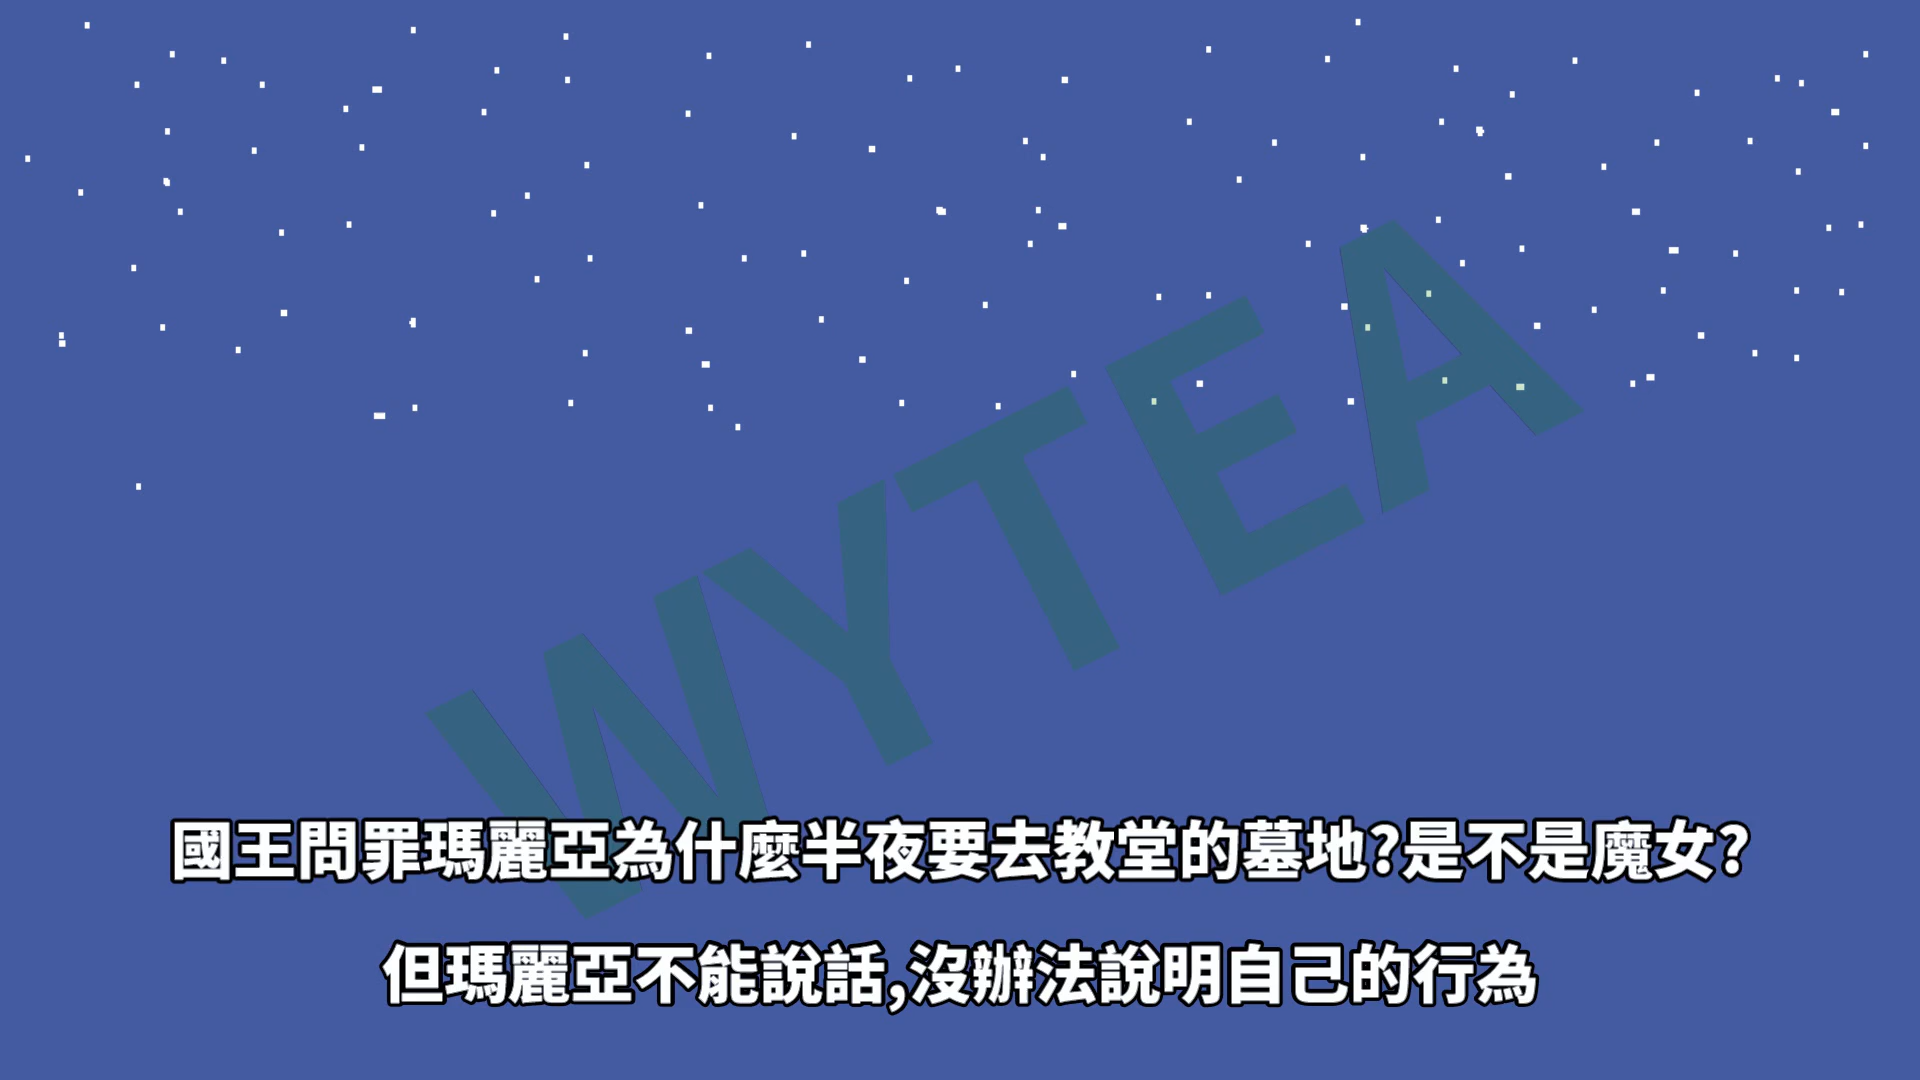 WYTEA
國王問罪瑪麗亞為什麼半夜要去教堂的墓地?是不是魔女?
但瑪麗亞不能說話,沒辦法說明自己的行為